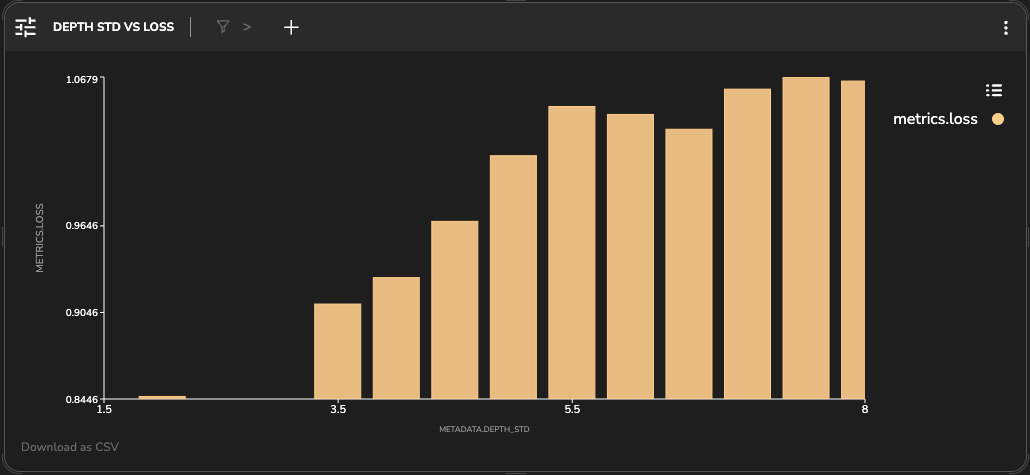 DEPTH STD VS LOSS
>
+
1.0679
0.9646
0.9046
0.8446
METRICS.LOSS
metrics.loss
1.5
3.5
5.5
8
METADATA.DEPTH_STD
Download as CSV